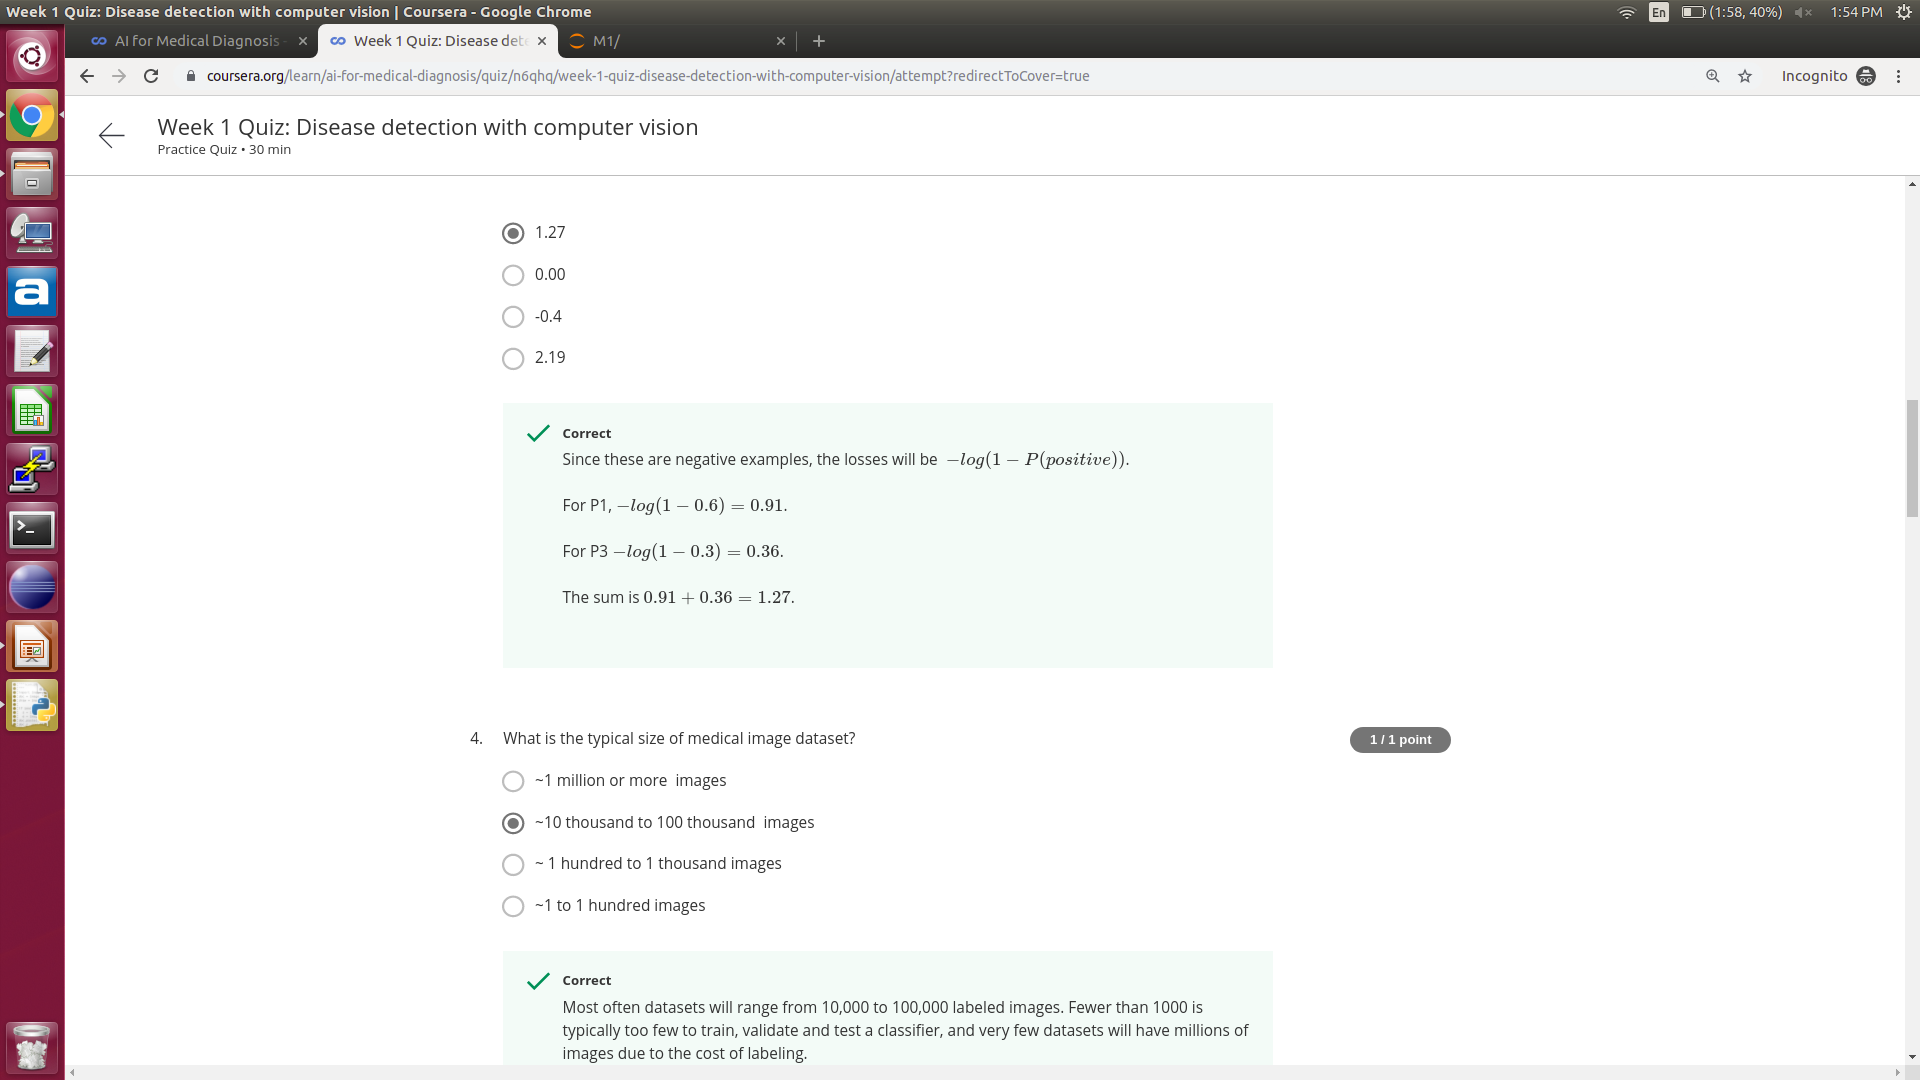 Week 1 Quiz: Disease detection with computer vision | Coursera - Google Chrome
En (1:58, 40%) 1:54 PM
AI for Medical Diagnosis
Week 1 Quiz: Disease det
M1/
coursera.org/learn/ai-for-medical-diagnosis/quiz/n6qhq/week-1-quiz-disease-detection-with-computer-vision/attempt?redirectToCover=true
Incognito
Week 1 Quiz: Disease detection with computer vision
Practice Quiz • 30 min
1.27
0.00
-0.4
2.19
Correct
Since these are negative examples, the losses will be −log(1 − P(positive)).
For P1, −log(1 − 0.6) = 0.91.
For P3 −log(1 − 0.3) = 0.36.
The sum is 0.91 + 0.36 = 1.27.
4. What is the typical size of medical image dataset?
1 / 1 point
~1 million or more images
~10 thousand to 100 thousand images
~ 1 hundred to 1 thousand images
~1 to 1 hundred images
Correct
Most often datasets will range from 10,000 to 100,000 labeled images. Fewer than 1000 is
typically too few to train, validate and test a classifier, and very few datasets will have millions of
images due to the cost of labeling.